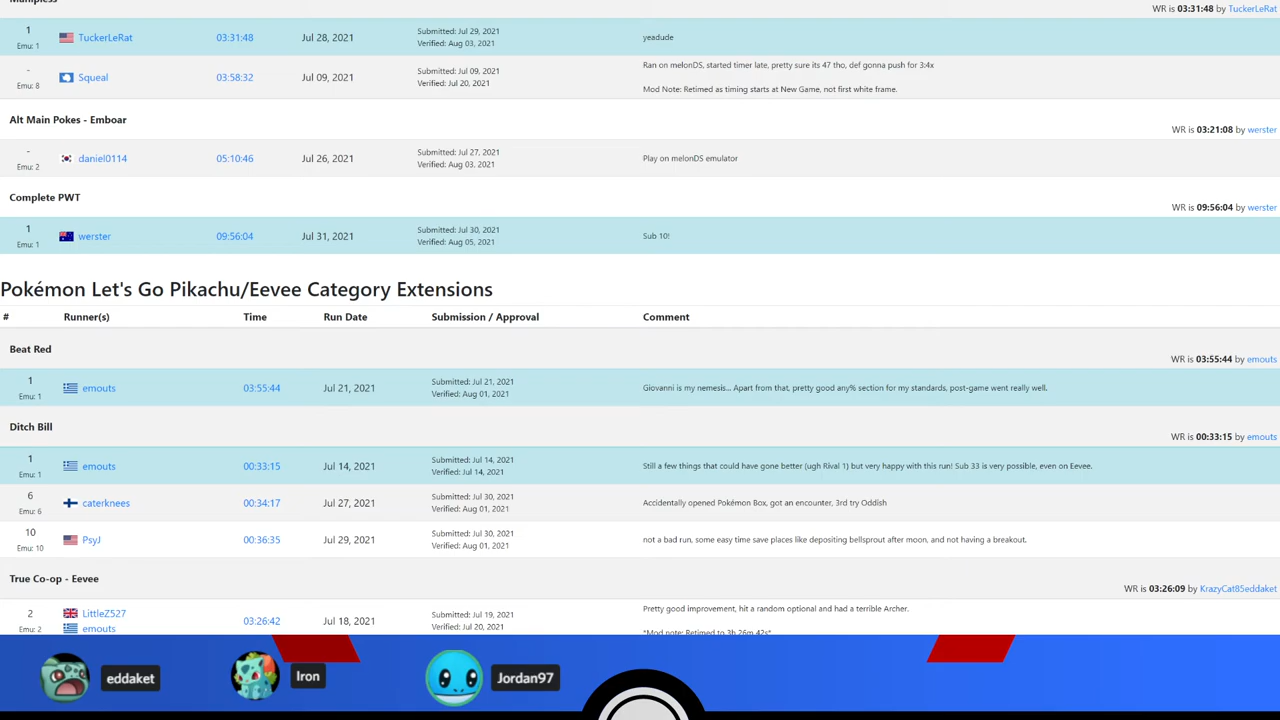 WR is 03:31:48 by TuckerLeRat
1 TuckerLeRat 03:31:48 Jul 28, 2021 Submitted: Jul 29, 2021 yeadude
Emu: 1 Verified: Aug 03, 2021
- Squeal 03:58:32 Jul 09, 2021 Submitted: Jul 09, 2021 Ran on melonDS, started timer late, pretty sure its 47 tho, def gonna push for 3:4x
Emu: 8 Verified: Jul 20, 2021 Mod Note: Retimed as timing starts at New Game, not first white frame.
Alt Main Pokes - Emboar
WR is 03:21:08 by werster
- daniel0114 05:10:46 Jul 26, 2021 Submitted: Jul 27, 2021 Play on melonDS emulator
Emu: 2 Verified: Aug 03, 2021
Complete PWT
WR is 09:56:04 by werster
1 werster 09:56:04 Jul 31, 2021 Submitted: Jul 30, 2021 Sub 10!
Emu: 1 Verified: Aug 05, 2021
Pokémon Let's Go Pikachu/Eevee Category Extensions
# Runner(s) Time Run Date Submission / Approval Comment
Beat Red
WR is 03:55:44 by emouts
1 emouts 03:55:44 Jul 21, 2021 Submitted: Jul 21, 2021 Giovanni is my nemesis... Apart from that, pretty good any% section for my standards, post-game went really well.
Emu: 1 Verified: Aug 01, 2021
Ditch Bill
WR is 00:33:15 by emouts
1 emouts 00:33:15 Jul 14, 2021 Submitted: Jul 14, 2021 Still a few things that could have gone better (ugh Rival 1) but very happy with this run! Sub 33 is very possible, even on Eevee.
Emu: 1 Verified: Jul 14, 2021
6 caterknees 00:34:17 Jul 27, 2021 Submitted: Jul 30, 2021 Accidentally opened Pokémon Box, got an encounter, 3rd try Oddish
Emu: 6 Verified: Aug 01, 2021
10 PsyJ 00:36:35 Jul 29, 2021 Submitted: Jul 30, 2021 not a bad run, some easy time save places like depositing bellsprout after moon, and not having a breakout.
Emu: 10 Verified: Aug 01, 2021
True Co-op - Eevee
WR is 03:26:09 by KrazyCat85eddaket
2 LittleZ527 03:26:42 Jul 18, 2021 Submitted: Jul 19, 2021 Pretty good improvement, hit a random optional and had a terrible Archer.
Emu: 2 emouts Verified: Jul 20, 2021 *Mod note: Retimed to 3h 26m 42s*
eddaket Iron Jordan97